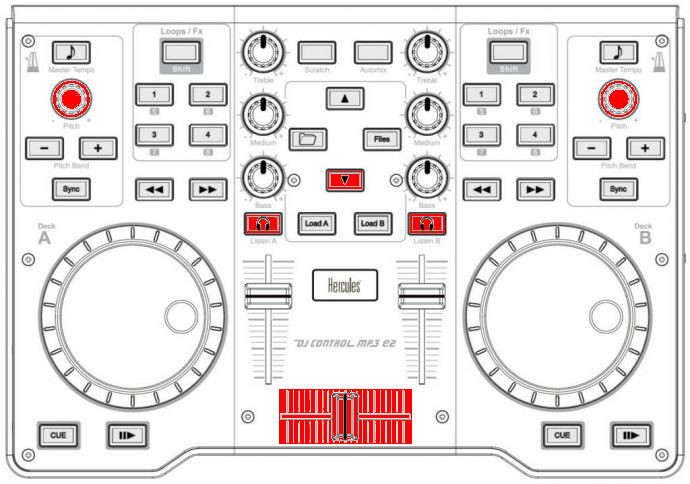 Loops / Fx
Shift
Master Tempo
Pitch
- +
Pitch Bend
Sync
1 2
5 6
3 4
7 8
Treble
Medium
Bass
Scratch
Automix
Files
Load A
Load B
Listen A
Treble
Medium
Bass
Listen B
Loops / Fx
Shift
1 2
5 6
3 4
7 8
Master Tempo
Pitch
- +
Pitch Bend
Sync
Deck
A
Deck
B
Hercules
DJ CONTROL MP3 e2
CUE
CUE